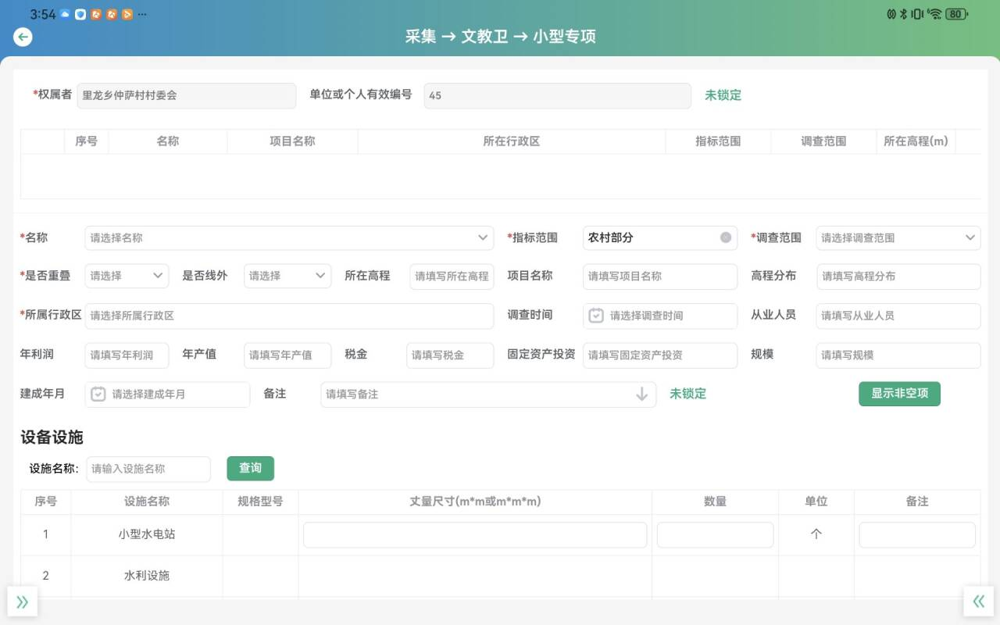 3:54 ... 80
采集 → 文教卫 → 小型专项
*权属者 里龙乡仲萨村村委会 单位或个人有效编号 45 未锁定
序号 名称 项目名称 所在行政区 指标范围 调查范围 所在高程(m)
*名称 请选择名称 *指标范围 农村部分 *调查范围 请选择调查范围
*是否重叠 请选择 是否线外 请选择 所在高程 请填写所在高程 项目名称 请填写项目名称 高程分布 请填写高程分布
*所属行政区 请选择所属行政区 调查时间 请选择调查时间 从业人员 请填写从业人员
年利润 请填写年利润 年产值 请填写年产值 税金 请填写税金 固定资产投资 请填写固定资产投资 规模 请填写规模
建成年月 请选择建成年月 备注 请填写备注 未锁定 显示非空项
设备设施
设施名称: 请输入设施名称 查询
序号 设施名称 规格型号 丈量尺寸(m*m或m*m*m) 数量 单位 备注
1 小型水电站 个
2 水利设施